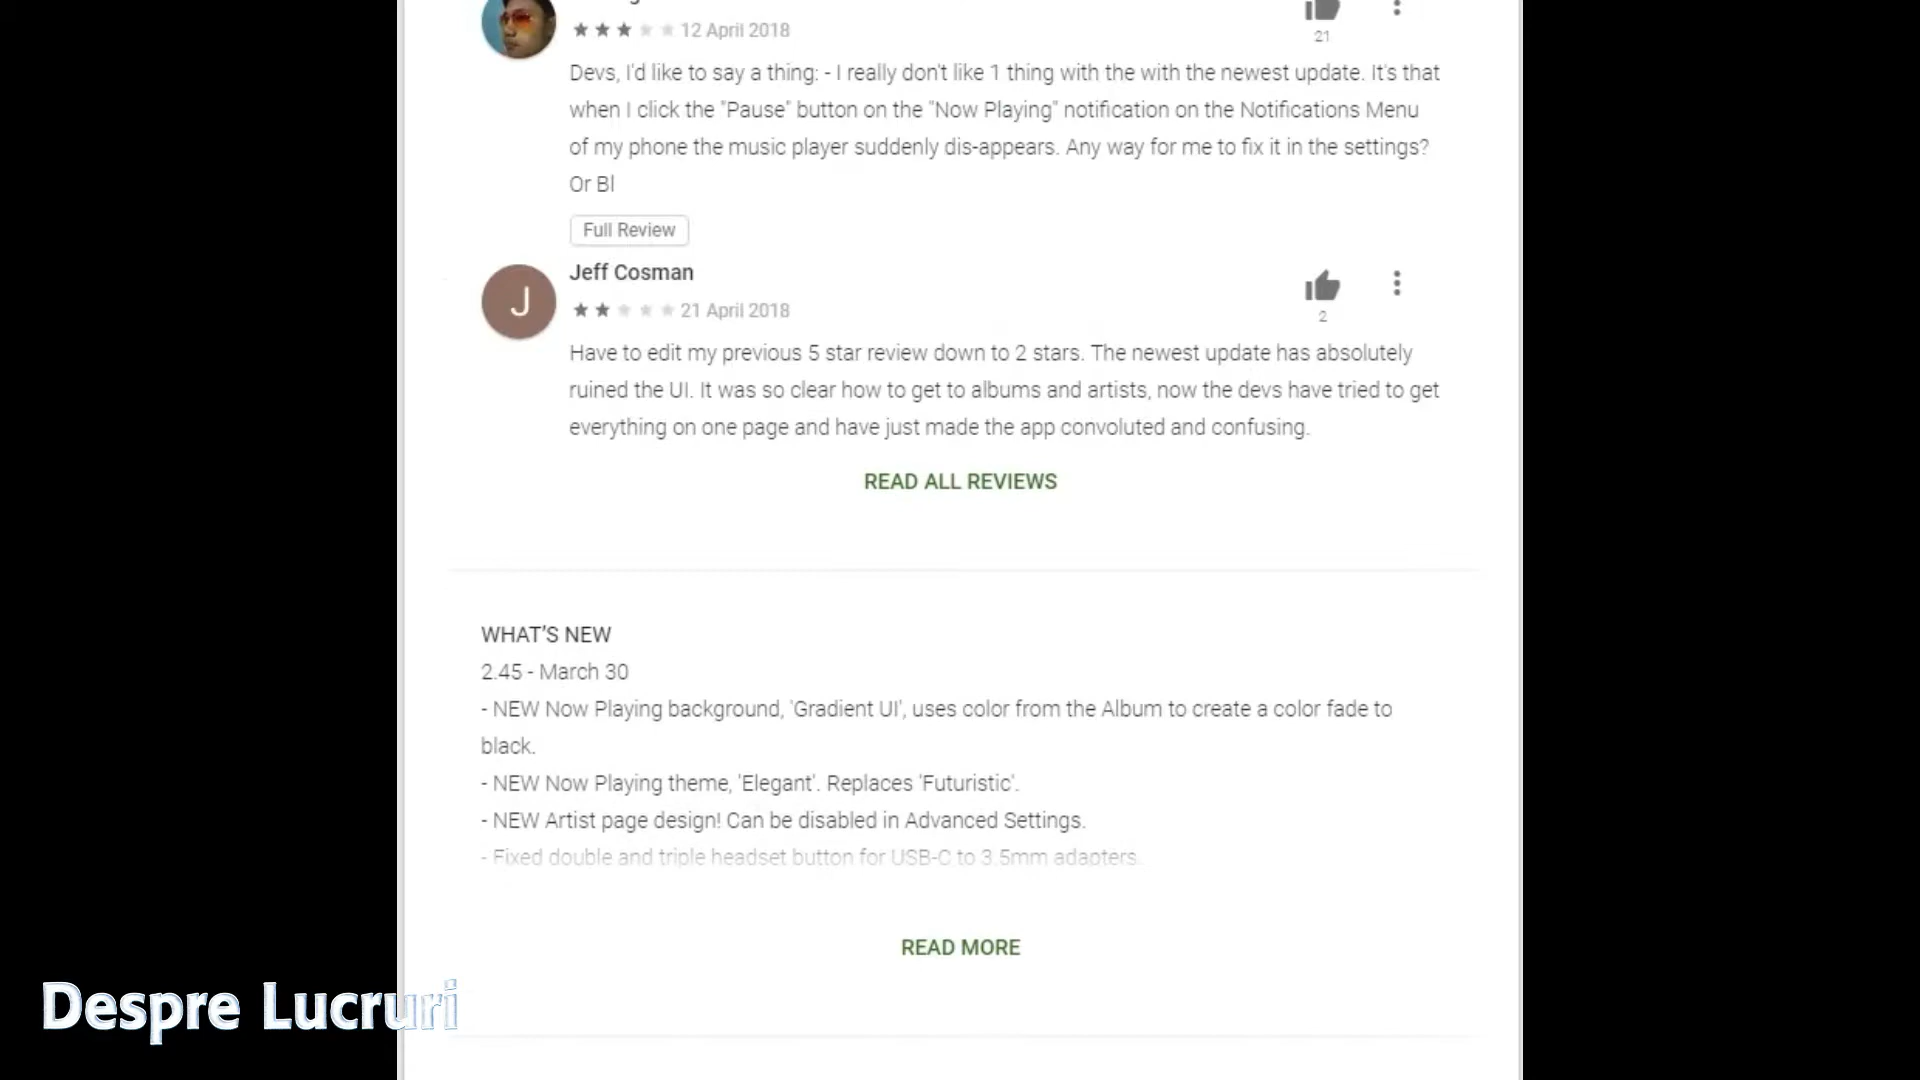 12 April 2018
21
Devs, I'd like to say a thing: - I really don't like 1 thing with the with the newest update. It's that
when I click the "Pause" button on the "Now Playing" notification on the Notifications Menu
of my phone the music player suddenly dis-appears. Any way for me to fix it in the settings?
Or Bl
Full Review
Jeff Cosman
J
21 April 2018
2
Have to edit my previous 5 star review down to 2 stars. The newest update has absolutely
ruined the UI. It was so clear how to get to albums and artists, now the devs have tried to get
everything on one page and have just made the app convoluted and confusing.
READ ALL REVIEWS
WHAT'S NEW
2.45 - March 30
- NEW Now Playing background, 'Gradient UI', uses color from the Album to create a color fade to
black.
- NEW Now Playing theme, 'Elegant'. Replaces 'Futuristic'.
- NEW Artist page design! Can be disabled in Advanced Settings.
- Fixed double and triple headset button for USB-C to 3.5mm adapters.
READ MORE
Despre Lucruri